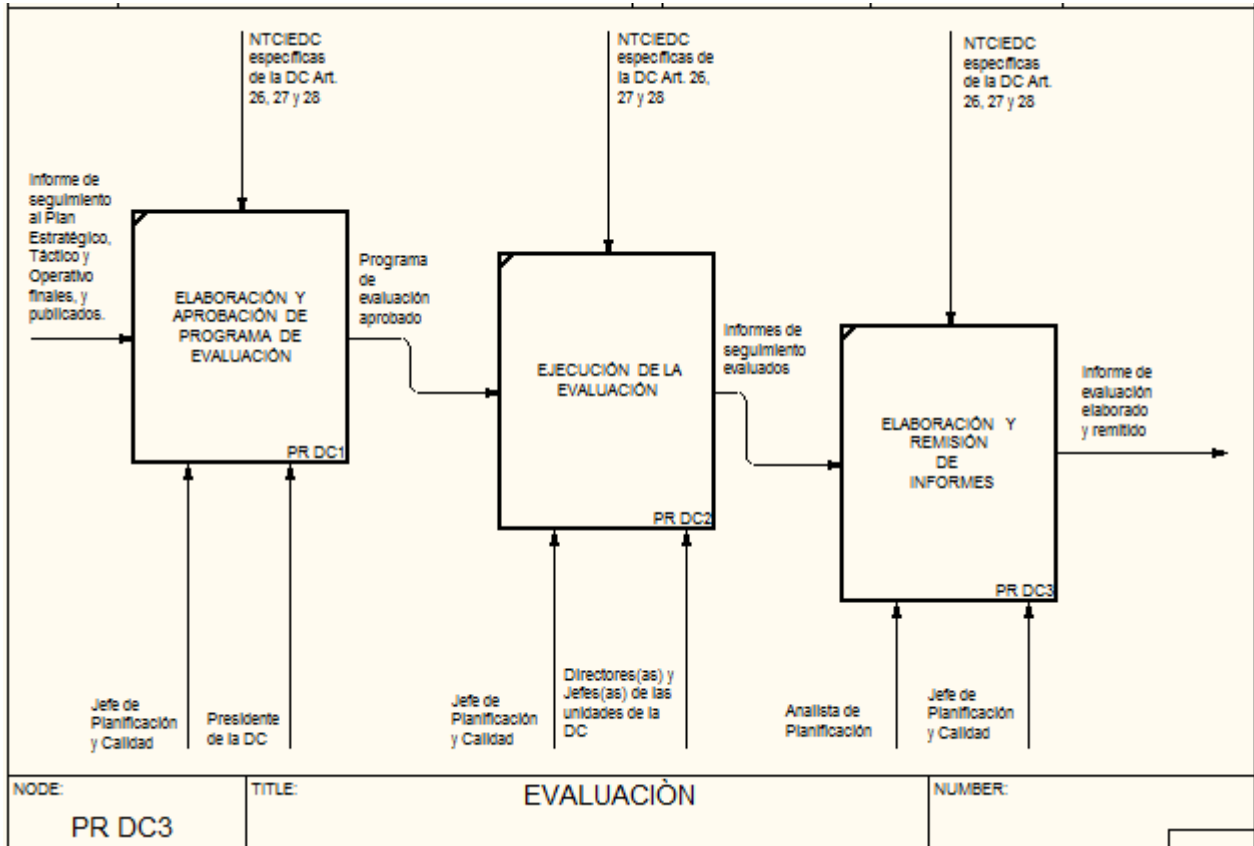 NTCIEDC
específicas
de la DC Art.
26, 27 y 28
NTCIEDC
específicas de
la DC Art. 26,
27 y 28
NTCIEDC
específicas
de la DC Art.
26, 27 y 28
Informe de
seguimiento
al Plan
Estratégico,
Táctico y
Operativo
finales, y
publicados.
ELABORACIÓN Y
APROBACIÓN DE
PROGRAMA DE
EVALUACIÓN
PR DC1
Programa
de
evaluación
aprobado
EJECUCIÓN DE LA
EVALUACIÓN
PR DC2
Informes de
seguimiento
evaluados
ELABORACIÓN Y
REMISIÓN
DE
INFORMES
PR DC3
Informe de
evaluación
elaborado
y remitido
Jefe de
Planificación
y Calidad
Presidente
de la DC
Jefe de
Planificación
y Calidad
Directores(as) y
Jefes(as) de las
unidades de la
DC
Analista de
Planificación
Jefe de
Planificación
y Calidad
NODE:
PR DC3
TITLE:
EVALUACIÒN
NUMBER: